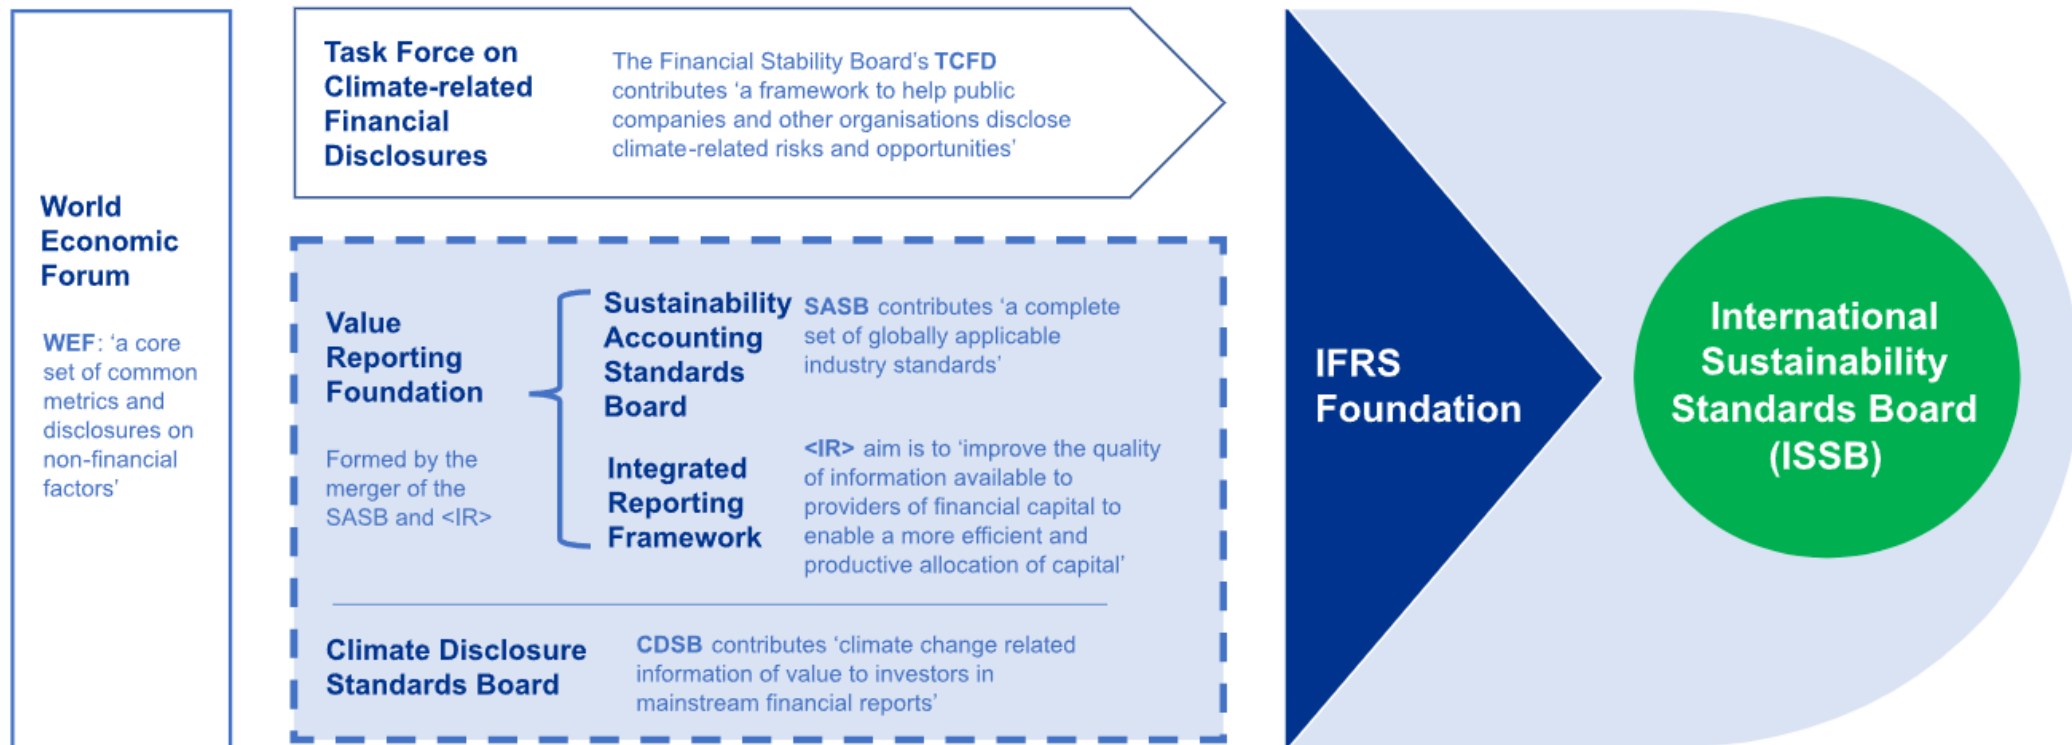 World
Economic
Forum
WEF: ‘a core
set of common
metrics and
disclosures on
non-financial
factors’
Task Force on
Climate-related
Financial
Disclosures
The Financial Stability Board’s TCFD
contributes ‘a framework to help public
companies and other organisations disclose
climate-related risks and opportunities’
Value
Reporting
Foundation
Formed by the
merger of the
SASB and <IR>
Sustainability
Accounting
Standards
Board
SASB contributes ‘a complete
set of globally applicable
industry standards’
Integrated
Reporting
Framework
<IR> aim is to ‘improve the quality
of information available to
providers of financial capital to
enable a more efficient and
productive allocation of capital’
Climate Disclosure
Standards Board
CDSB contributes ‘climate change related
information of value to investors in
mainstream financial reports’
IFRS
Foundation
International
Sustainability
Standards Board
(ISSB)